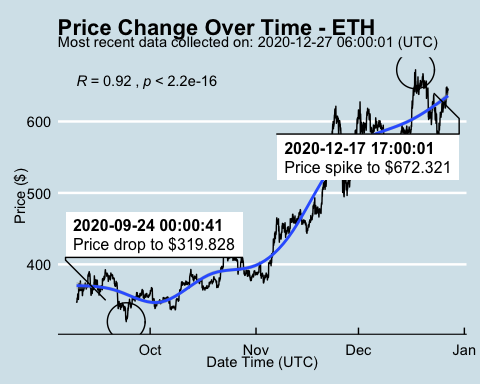 Price Change Over Time - ETH
Most recent data collected on: 2020-12-27 06:00:01 (UTC)
R = 0.92 , p < 2.2e-16
600
500
400
Price ($)
2020-12-17 17:00:01
Price spike to $672.321
2020-09-24 00:00:41
Price drop to $319.828
Oct Nov Dec Jan
Date Time (UTC)